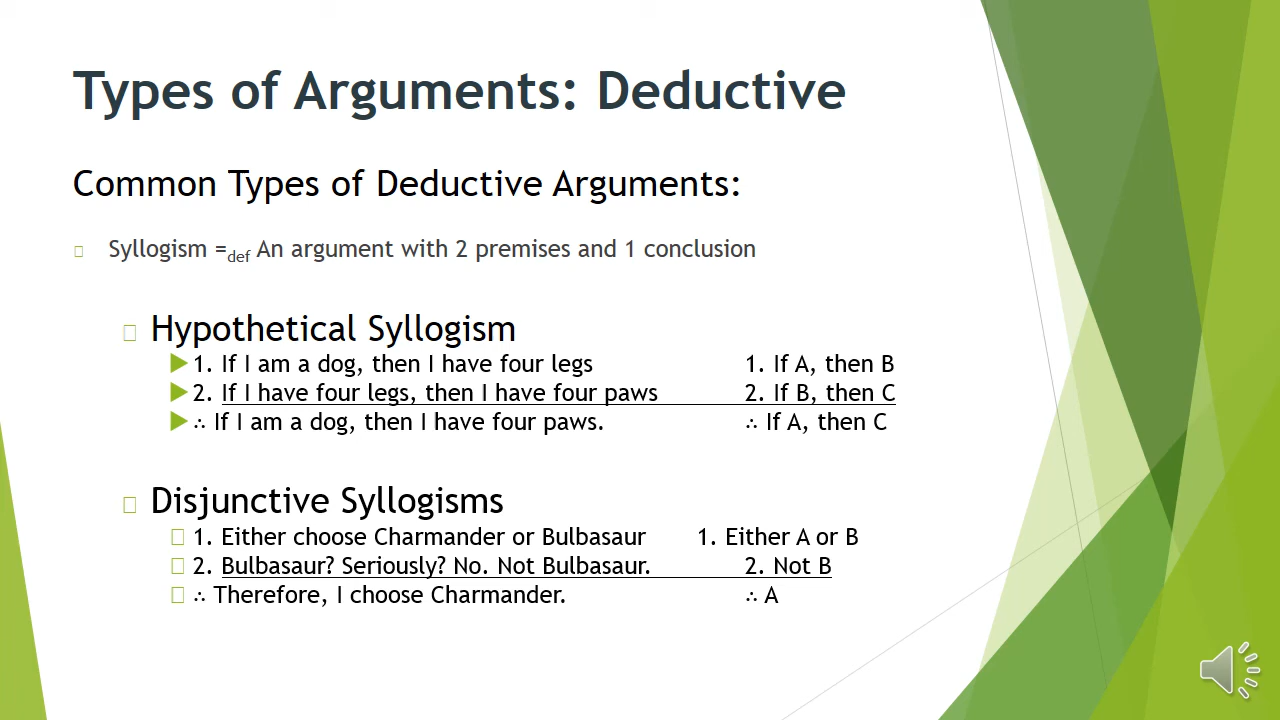 Types of Arguments: Deductive
Common Types of Deductive Arguments:
Syllogism =def An argument with 2 premises and 1 conclusion
Hypothetical Syllogism
1. If I am a dog, then I have four legs 1. If A, then B
2. If I have four legs, then I have four paws 2. If B, then C
∴ If I am a dog, then I have four paws. ∴ If A, then C
Disjunctive Syllogisms
1. Either choose Charmander or Bulbasaur 1. Either A or B
2. Bulbasaur? Seriously? No. Not Bulbasaur. 2. Not B
∴ Therefore, I choose Charmander. ∴ A